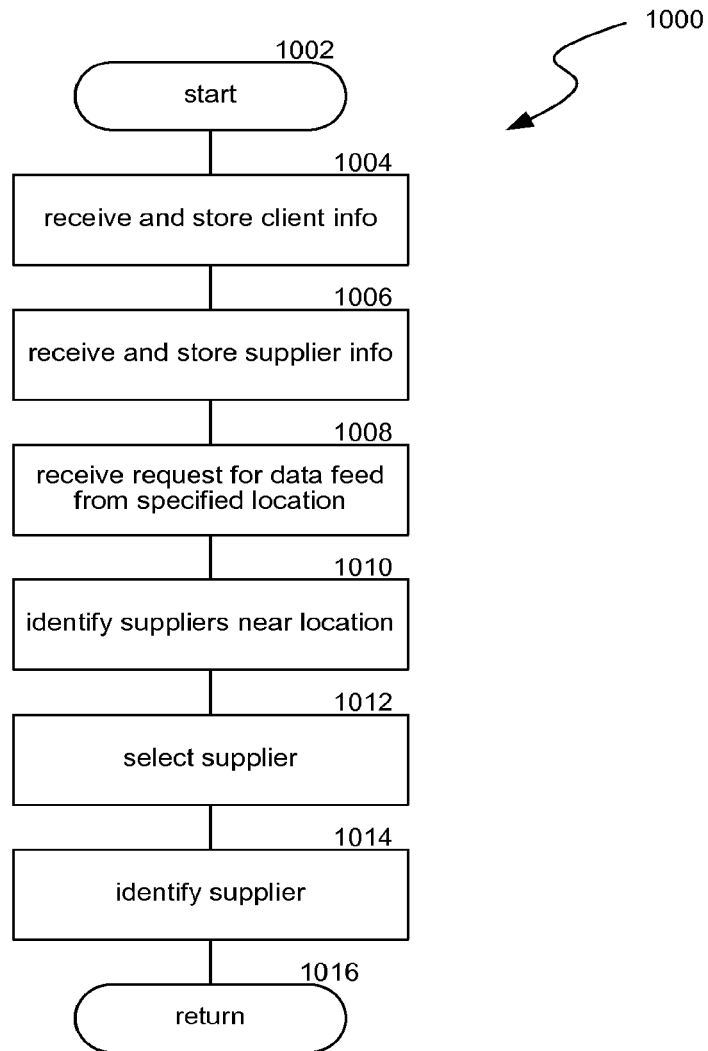 1000
1002
start
1004
receive and store client info
1006
receive and store supplier info
1008
receive request for data feed
from specified location
1010
identify suppliers near location
1012
select supplier
1014
identify supplier
1016
return